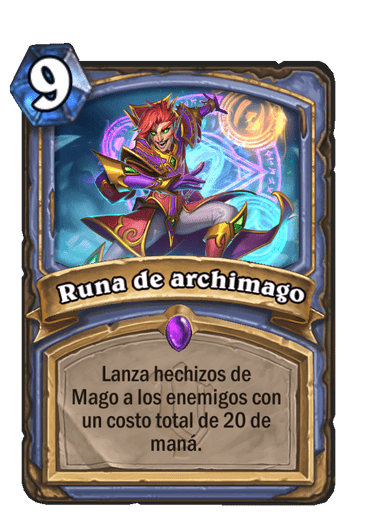 9
Runa de archimago
Lanza hechizos de
Mago a los enemigos con
un costo total de 20 de
maná.